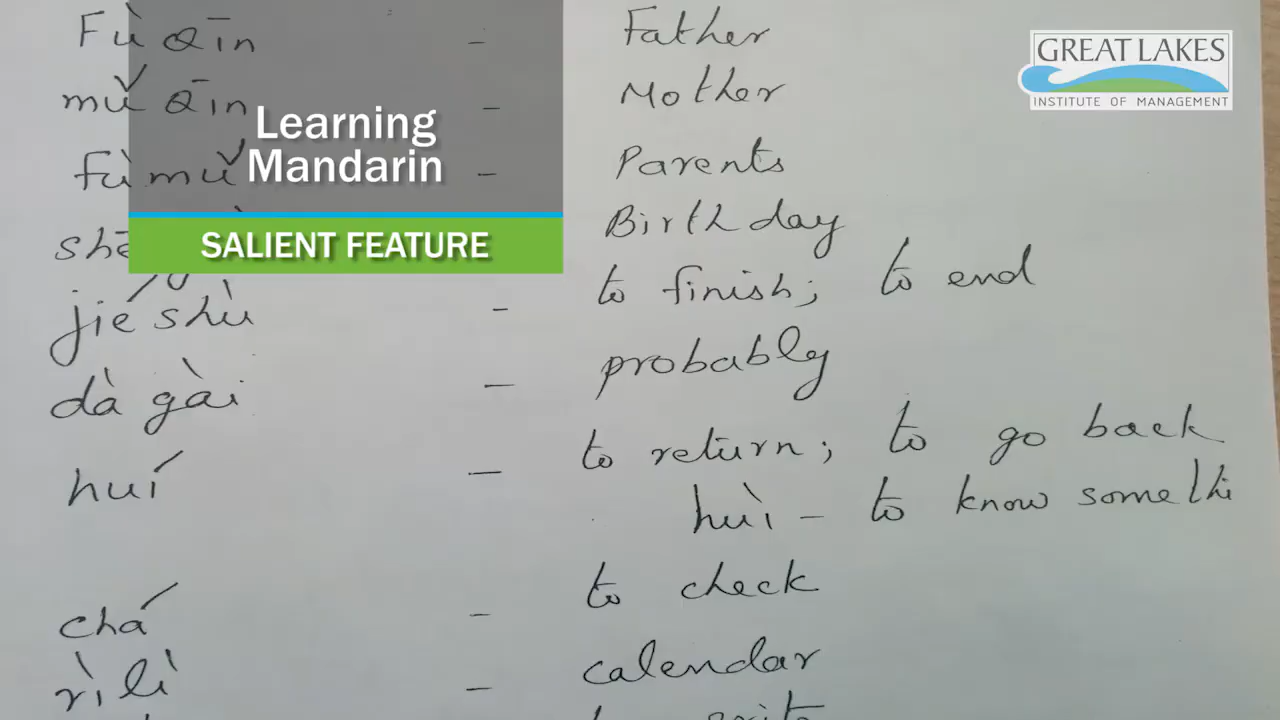 Fù Qīn - Father
mǔ Qīn - Mother
Fù mǔ - Parents
Birthday
jié shù - to finish; to end
dà gài - probably
huí - to return; to go back
huì - to know somethi
chá - to check
rì lì - calendar
Learning
Mandarin
SALIENT FEATURE
GREAT LAKES
INSTITUTE OF MANAGEMENT